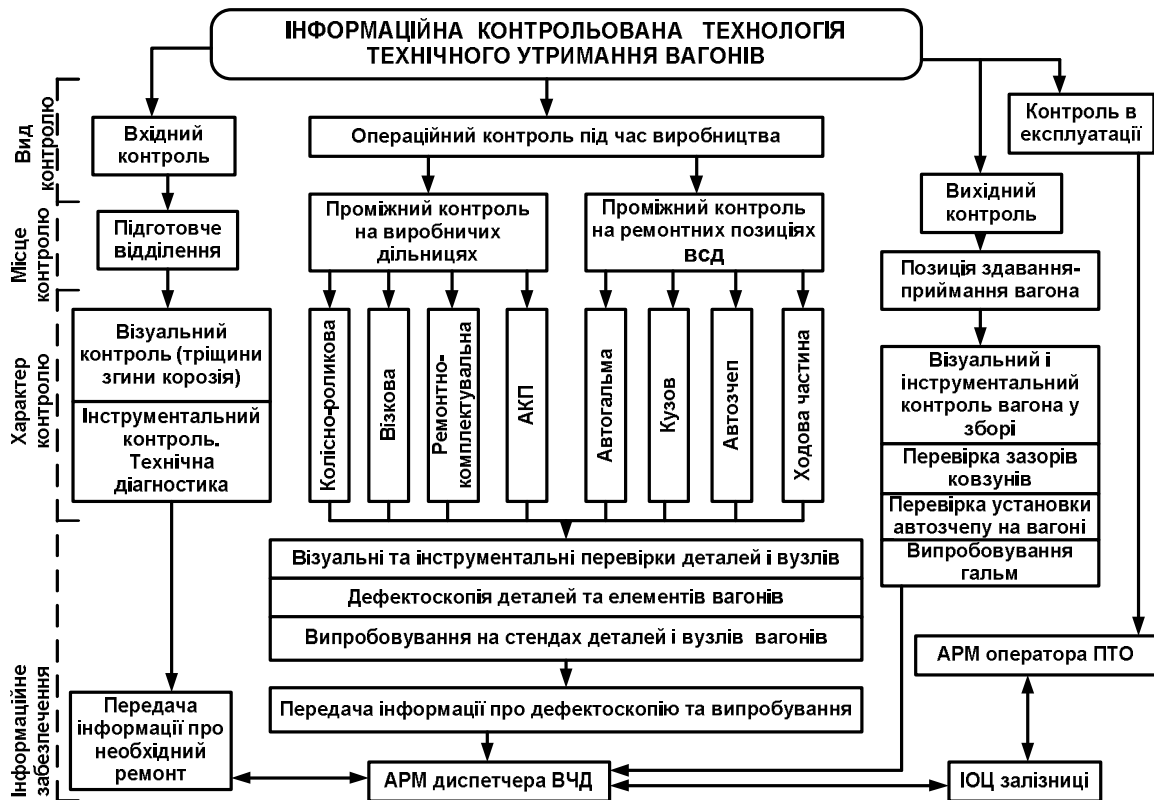 ІНФОРМАЦІЙНА КОНТРОЛЬОВАНА ТЕХНОЛОГІЯ
ТЕХНІЧНОГО УТРИМАННЯ ВАГОНІВ
Вид
контролю
Вхідний
контроль
Операційний контроль під час виробництва
Контроль в
експлуатації
Вихідний
контроль
Місце
контролю
Підготовче
відділення
Проміжний контроль
на виробничих
дільницях
Проміжний контроль
на ремонтних позиціях
ВСД
Позиція здавання-
приймання вагона
Характер
контролю
Візуальний
контроль (тріщини
згини корозія)
Інструментальний
контроль.
Технічна
діагностика
Колісно-роликова
Візкова
Ремонтно-
комплектувальна
АКП
Автогальма
Кузов
Автозчеп
Ходова частина
Візуальний і
інструментальний
контроль вагона у
зборі
Перевірка зазорів
ковзунів
Перевірка установки
автозчепу на вагоні
Випробовування
гальм
Візуальні та інструментальні перевірки деталей і вузлів
Дефектоскопія деталей та елементів вагонів
Випробовування на стендах деталей і вузлів вагонів
Інформаційне
забезпечення
Передача
інформації про
необхідний
ремонт
Передача інформації про дефектоскопію та випробування
АРМ оператора ПТО
АРМ диспетчера ВЧД
ІОЦ залізниці